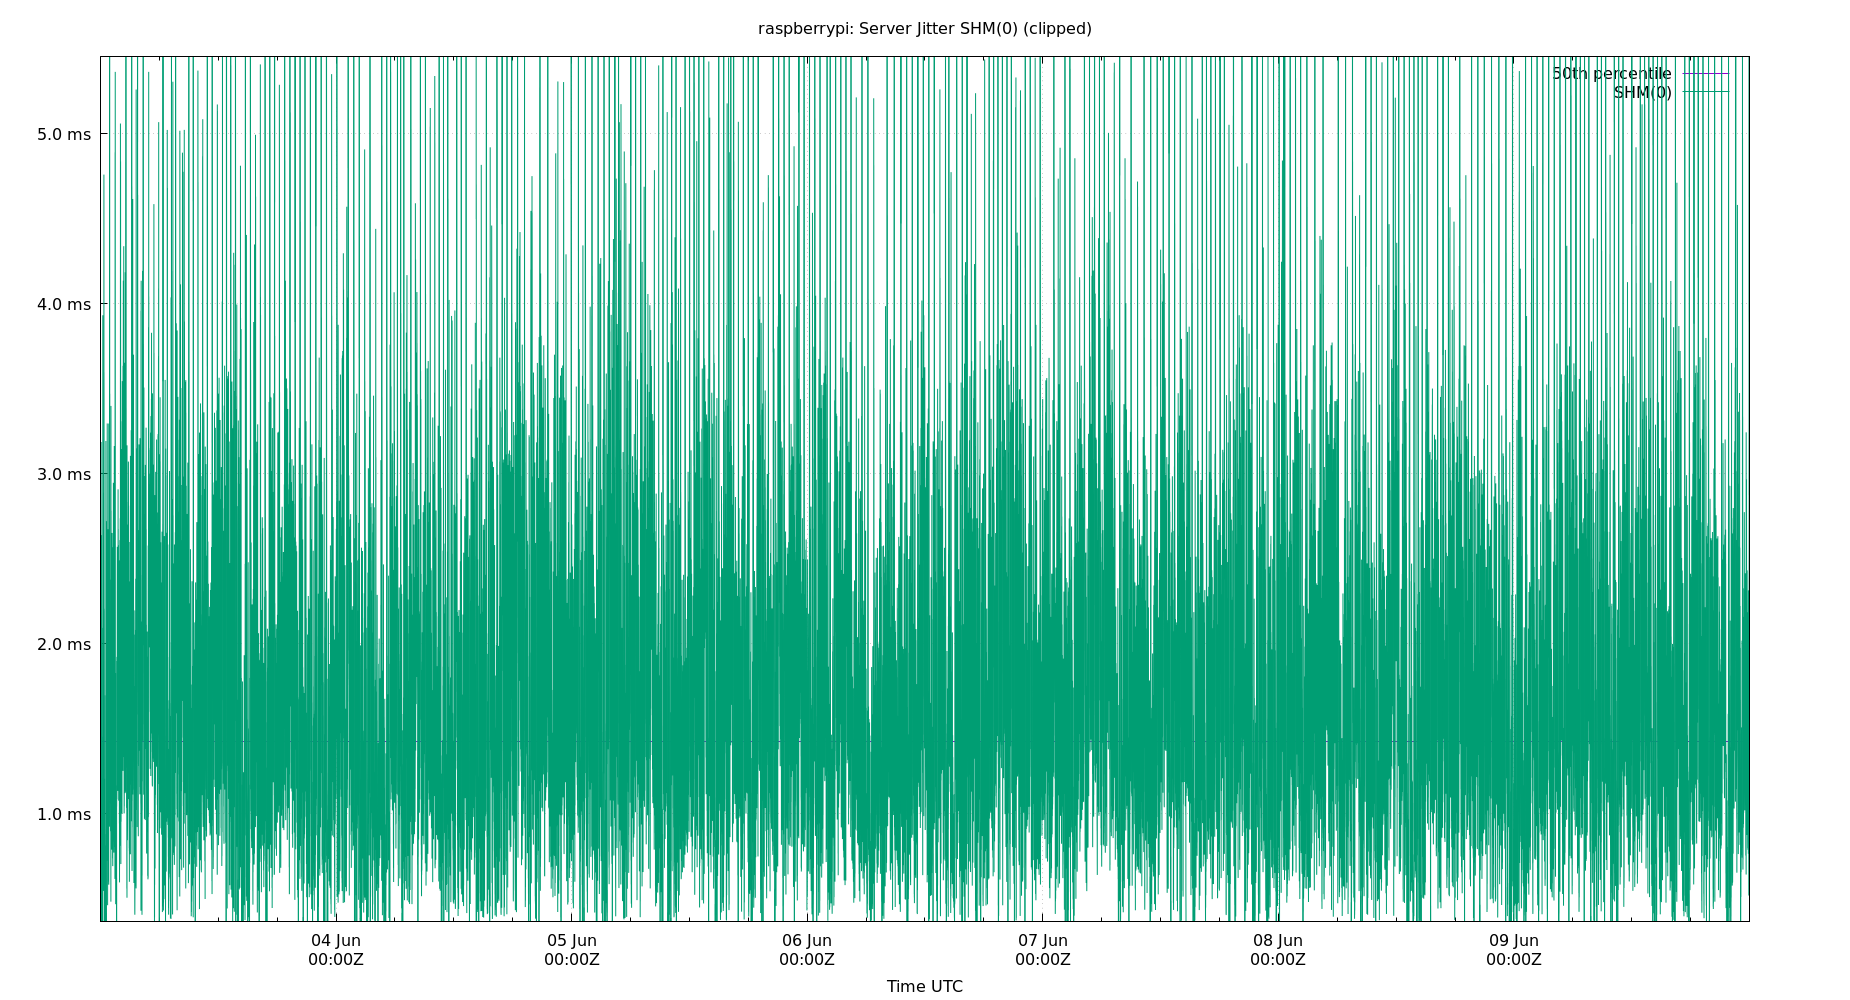 raspberrypi: Server Jitter SHM(0) (clipped)
50th percentile
SHM(0)
5.0 ms
4.0 ms
3.0 ms
2.0 ms
1.0 ms
04 Jun 05 Jun 06 Jun 07 Jun 08 Jun 09 Jun
00:00Z 00:00Z 00:00Z 00:00Z 00:00Z 00:00Z
Time UTC